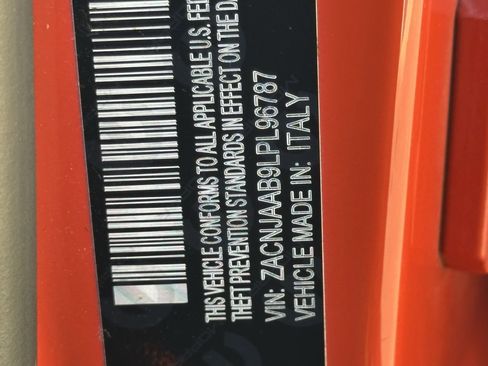 THIS VEHICLE CONFORMS TO ALL APPLICABLE U.S. FE
THEFT PREVENTION STANDARDS IN EFFECT ON THE DA
VIN: ZACNJAAB9LPL96787
VEHICLE MADE IN: ITALY